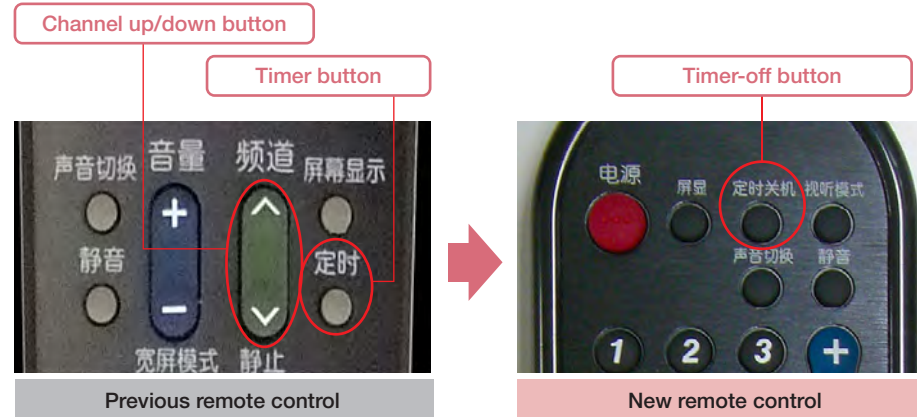 Channel up/down button
Timer button
Timer-off button
声音切换 音量 频道 屏幕显示
+
静音 定时
−
宽屏模式 静止
电源 屏显 定时关机 视听模式
声音切换 静音
1 2 3 +
Previous remote control
New remote control